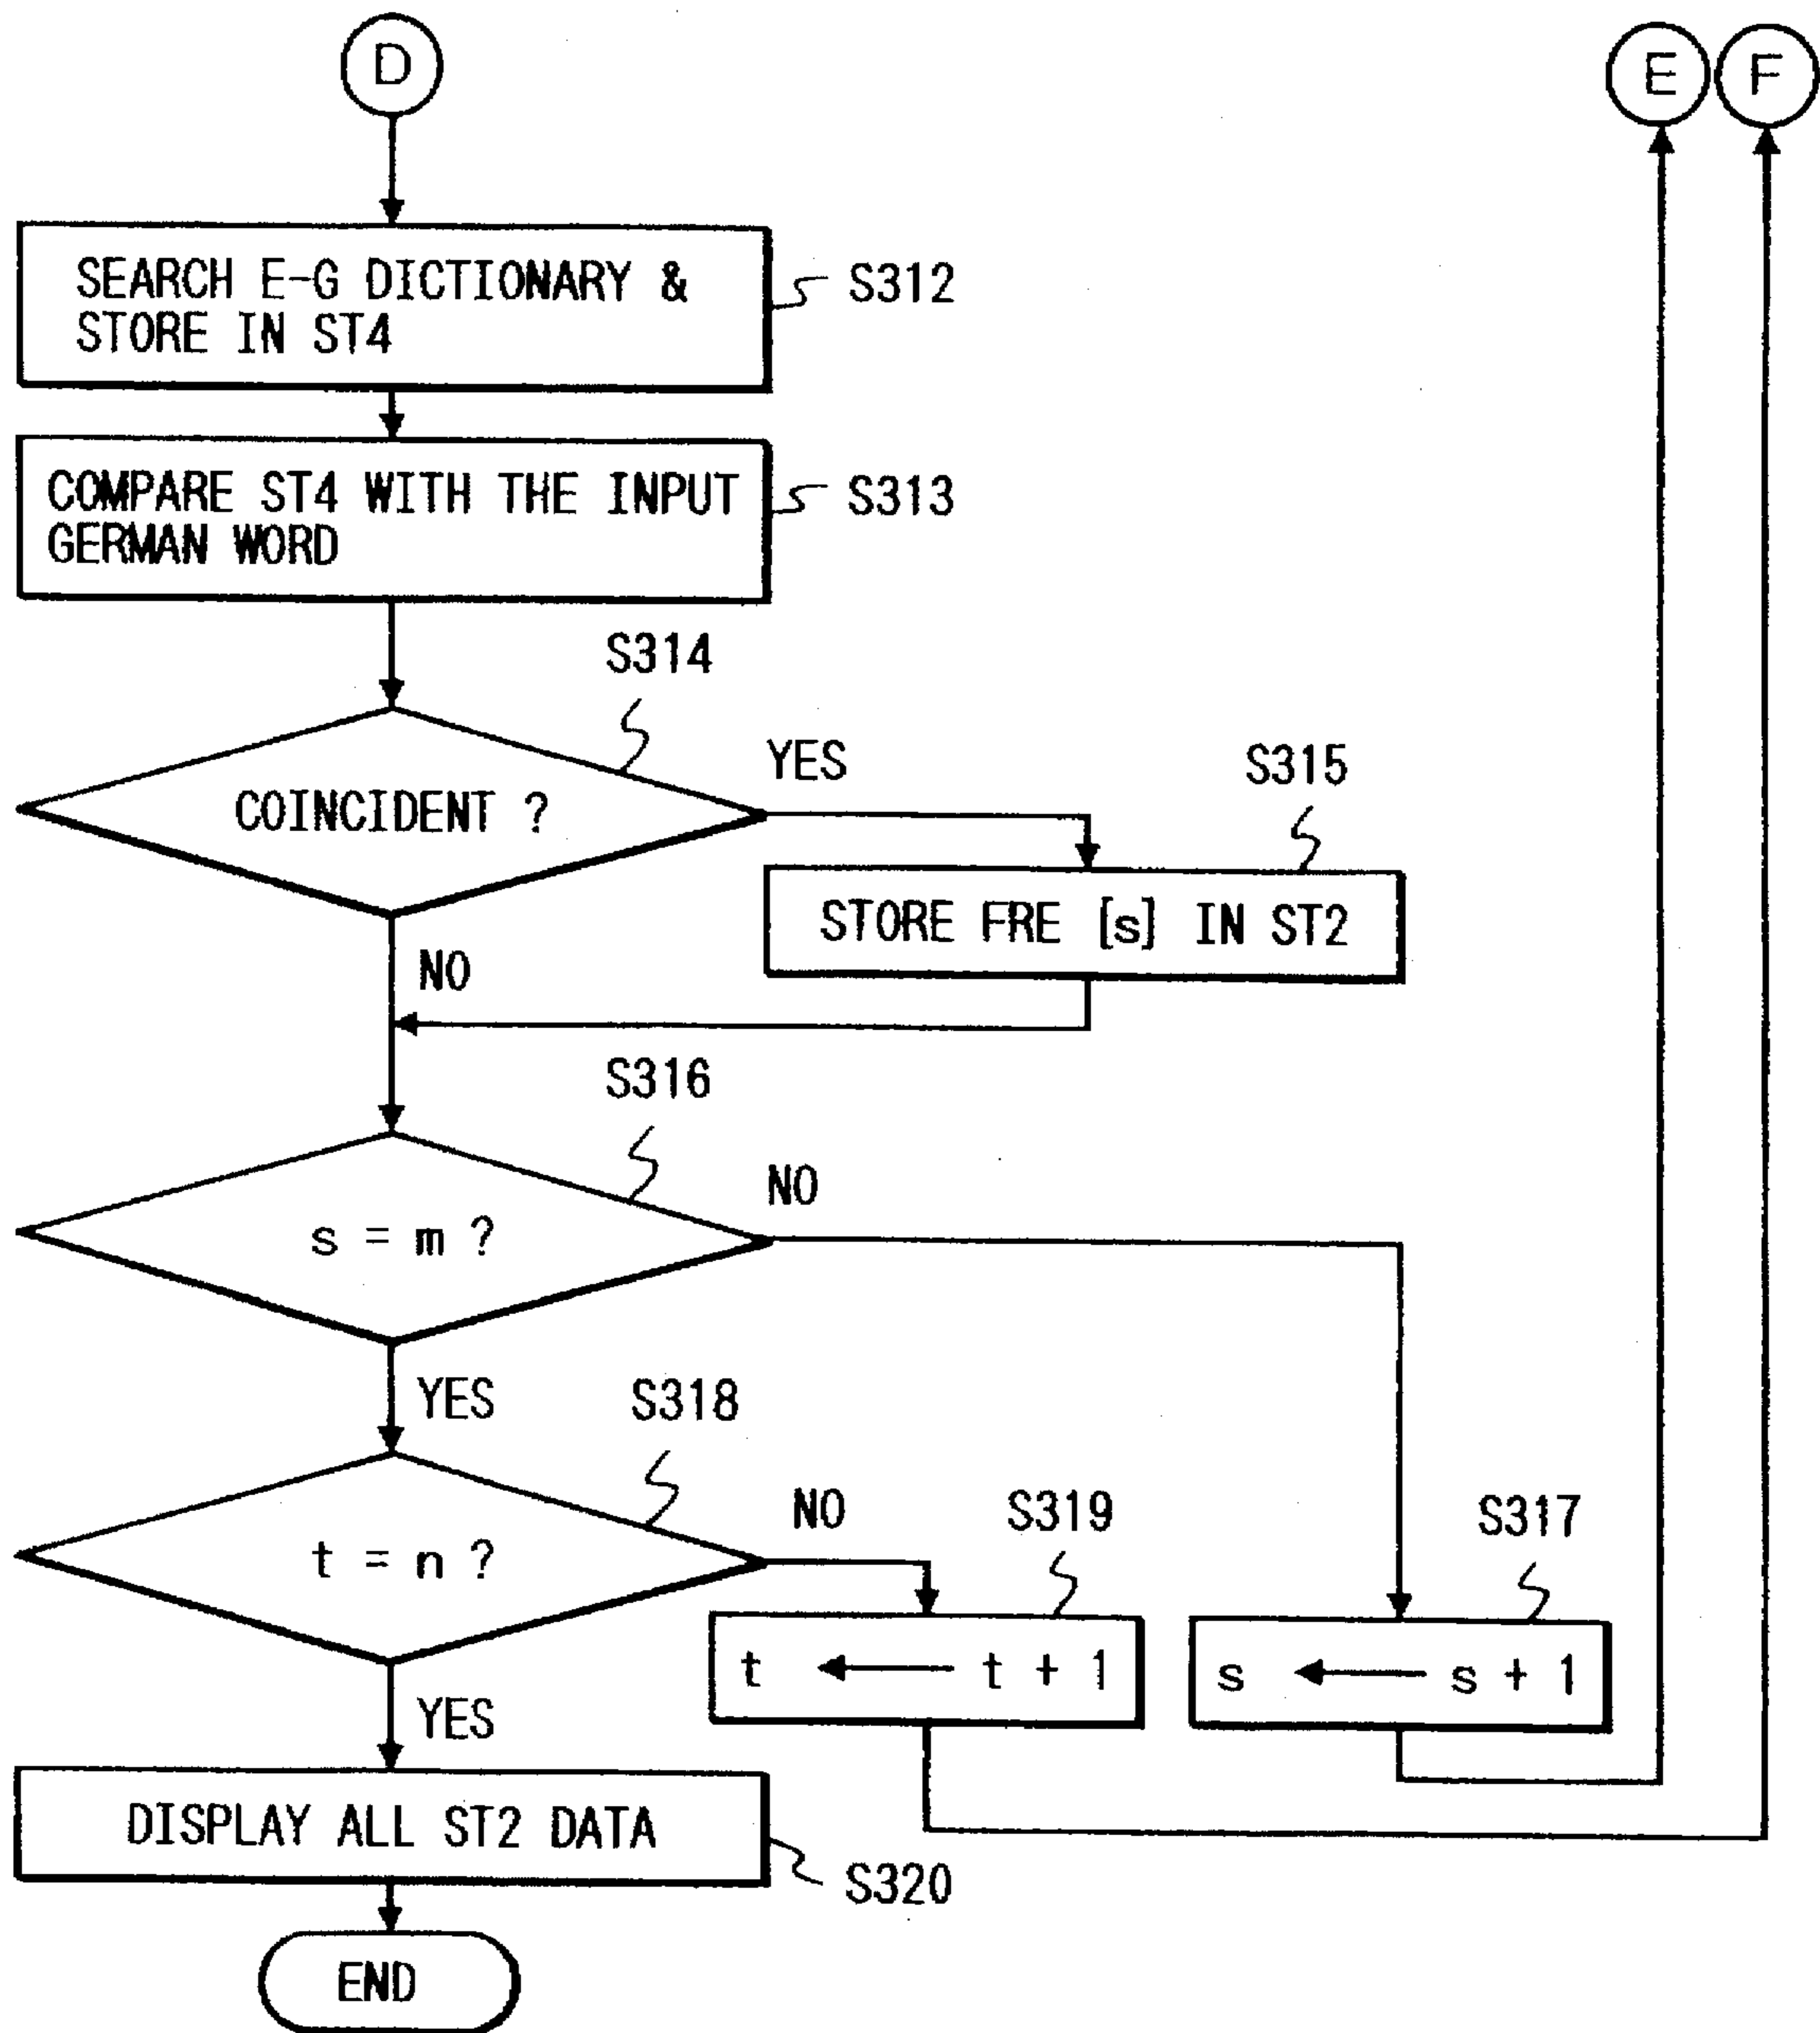 D
E
F
SEARCH E-G DICTIONARY &
STORE IN ST4
S312
COMPARE ST4 WITH THE INPUT
GERMAN WORD
S313
S314
COINCIDENT ?
YES
S315
STORE FRE [s] IN ST2
NO
S316
s = m ?
NO
YES
S318
t = n ?
NO
S319
S317
t ← t + 1
s ← s + 1
YES
DISPLAY ALL ST2 DATA
S320
END